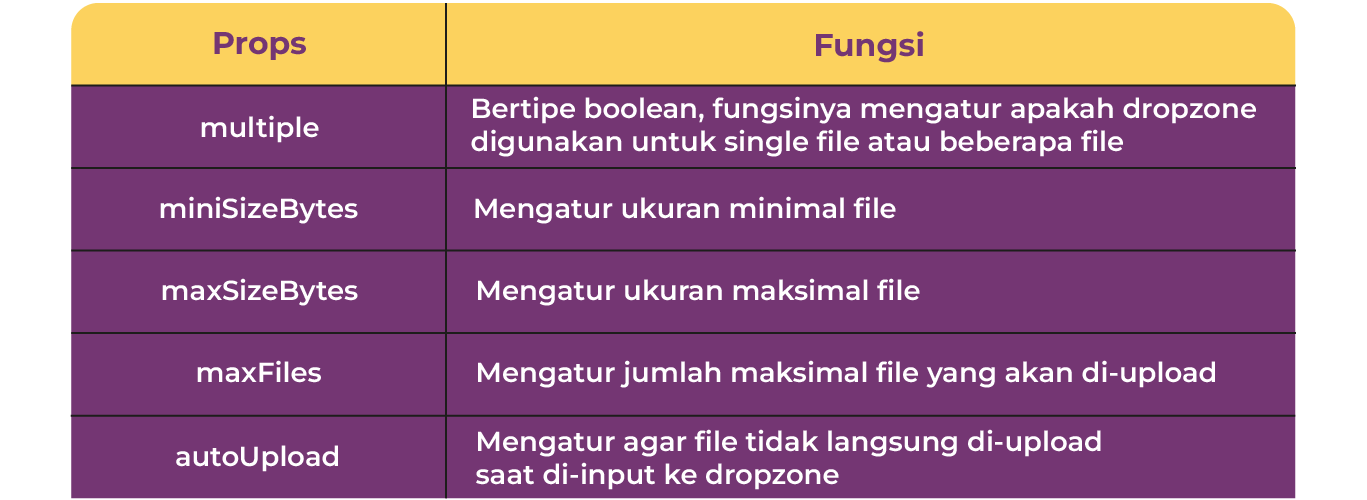 Props
Fungsi
multiple
Bertipe boolean, fungsinya mengatur apakah dropzone
digunakan untuk single file atau beberapa file
miniSizeBytes
Mengatur ukuran minimal file
maxSizeBytes
Mengatur ukuran maksimal file
maxFiles
Mengatur jumlah maksimal file yang akan di-upload
autoUpload
Mengatur agar file tidak langsung di-upload
saat di-input ke dropzone